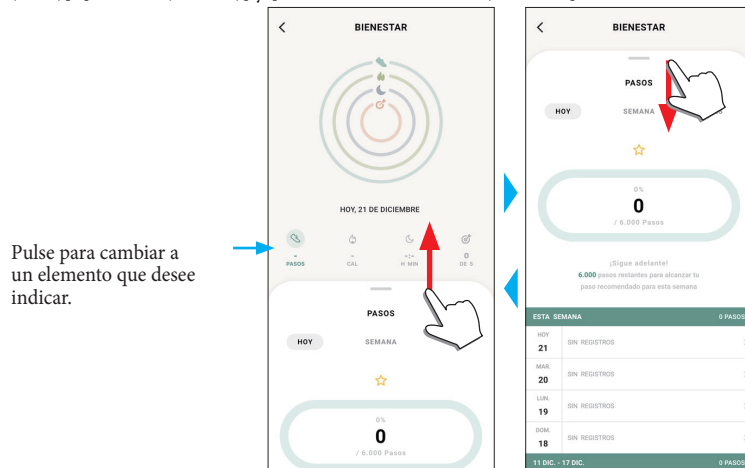 BIENESTAR
HOY, 21 DE DICIEMBRE
- - -:- 0
PASOS CAL H MIN DE 5
PASOS
HOY SEMANA
0%
0
/ 6.000 Pasos
Pulse para cambiar a
un elemento que desee
indicar.
BIENESTAR
PASOS
HOY SEMANA
0%
0
/ 6.000 Pasos
¡Sigue adelante!
6.000 pasos restantes para alcanzar tu
paso recomendado para esta semana
ESTA SEMANA 0 PASOS
HOY
21 SIN REGISTROS
MAR.
20 SIN REGISTROS
LUN.
19 SIN REGISTROS
DOM.
18 SIN REGISTROS
11 DIC. - 17 DIC. 0 PASOS